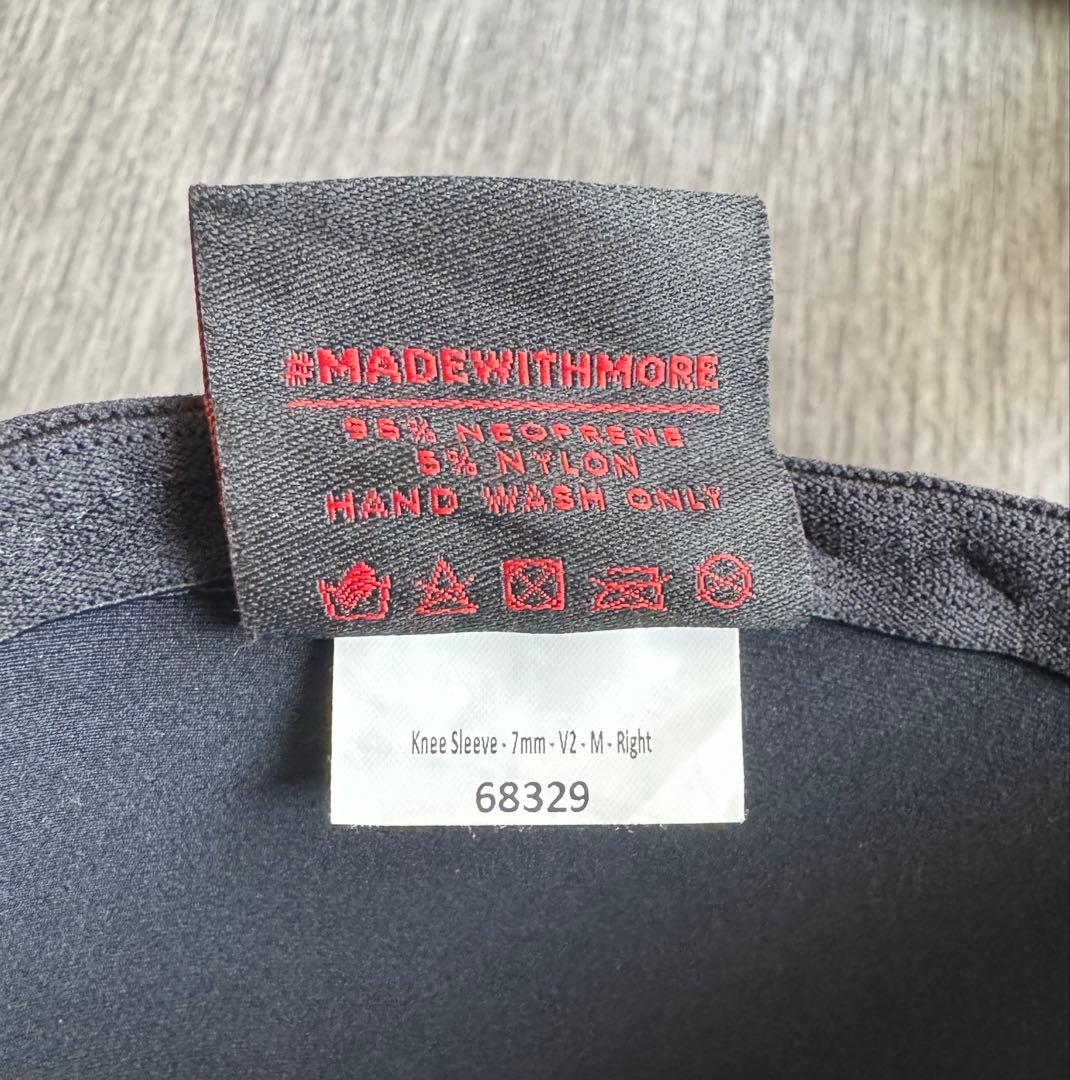 #MADEWITHMORE
95% NEOPRENE
5% NYLON
HAND WASH ONLY
Knee Sleeve - 7mm - V2 - M - Right
68329